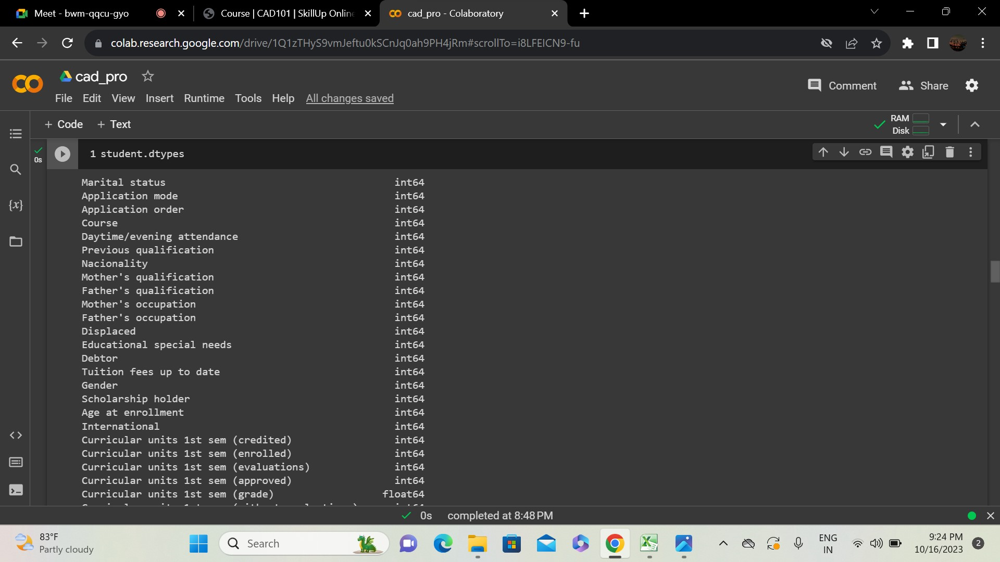 Meet - bwm-qqcu-gyo
Course | CAD101 | SkillUp Online
cad_pro - Colaboratory
colab.research.google.com/drive/1Q1zTHyS9vmJeftu0kSCnJq0ah9PH4jRm#scrollTo=i8LFEICN9-fu
cad_pro
File Edit View Insert Runtime Tools Help All changes saved
Comment Share
+ Code + Text
RAM
Disk
0s
1 student.dtypes
Marital status int64
Application mode int64
Application order int64
Course int64
Daytime/evening attendance int64
Previous qualification int64
Nacionality int64
Mother's qualification int64
Father's qualification int64
Mother's occupation int64
Father's occupation int64
Displaced int64
Educational special needs int64
Debtor int64
Tuition fees up to date int64
Gender int64
Scholarship holder int64
Age at enrollment int64
International int64
Curricular units 1st sem (credited) int64
Curricular units 1st sem (enrolled) int64
Curricular units 1st sem (evaluations) int64
Curricular units 1st sem (approved) int64
Curricular units 1st sem (grade) float64
0s completed at 8:48 PM
83°F
Partly cloudy
Search
ENG
IN
9:24 PM
10/16/2023
2